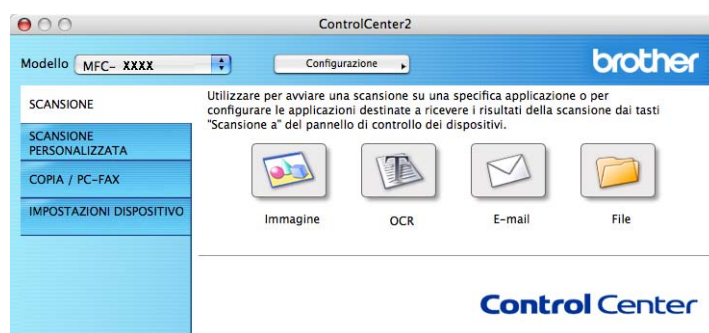 ControlCenter2
Modello MFC- XXXX Configurazione brother
SCANSIONE
SCANSIONE
PERSONALIZZATA
COPIA / PC-FAX
IMPOSTAZIONI DISPOSITIVO
Utilizzare per avviare una scansione su una specifica applicazione o per
configurare le applicazioni destinate a ricevere i risultati della scansione dai tasti
"Scansione a" del pannello di controllo dei dispositivi.
Immagine OCR E-mail File
Control Center